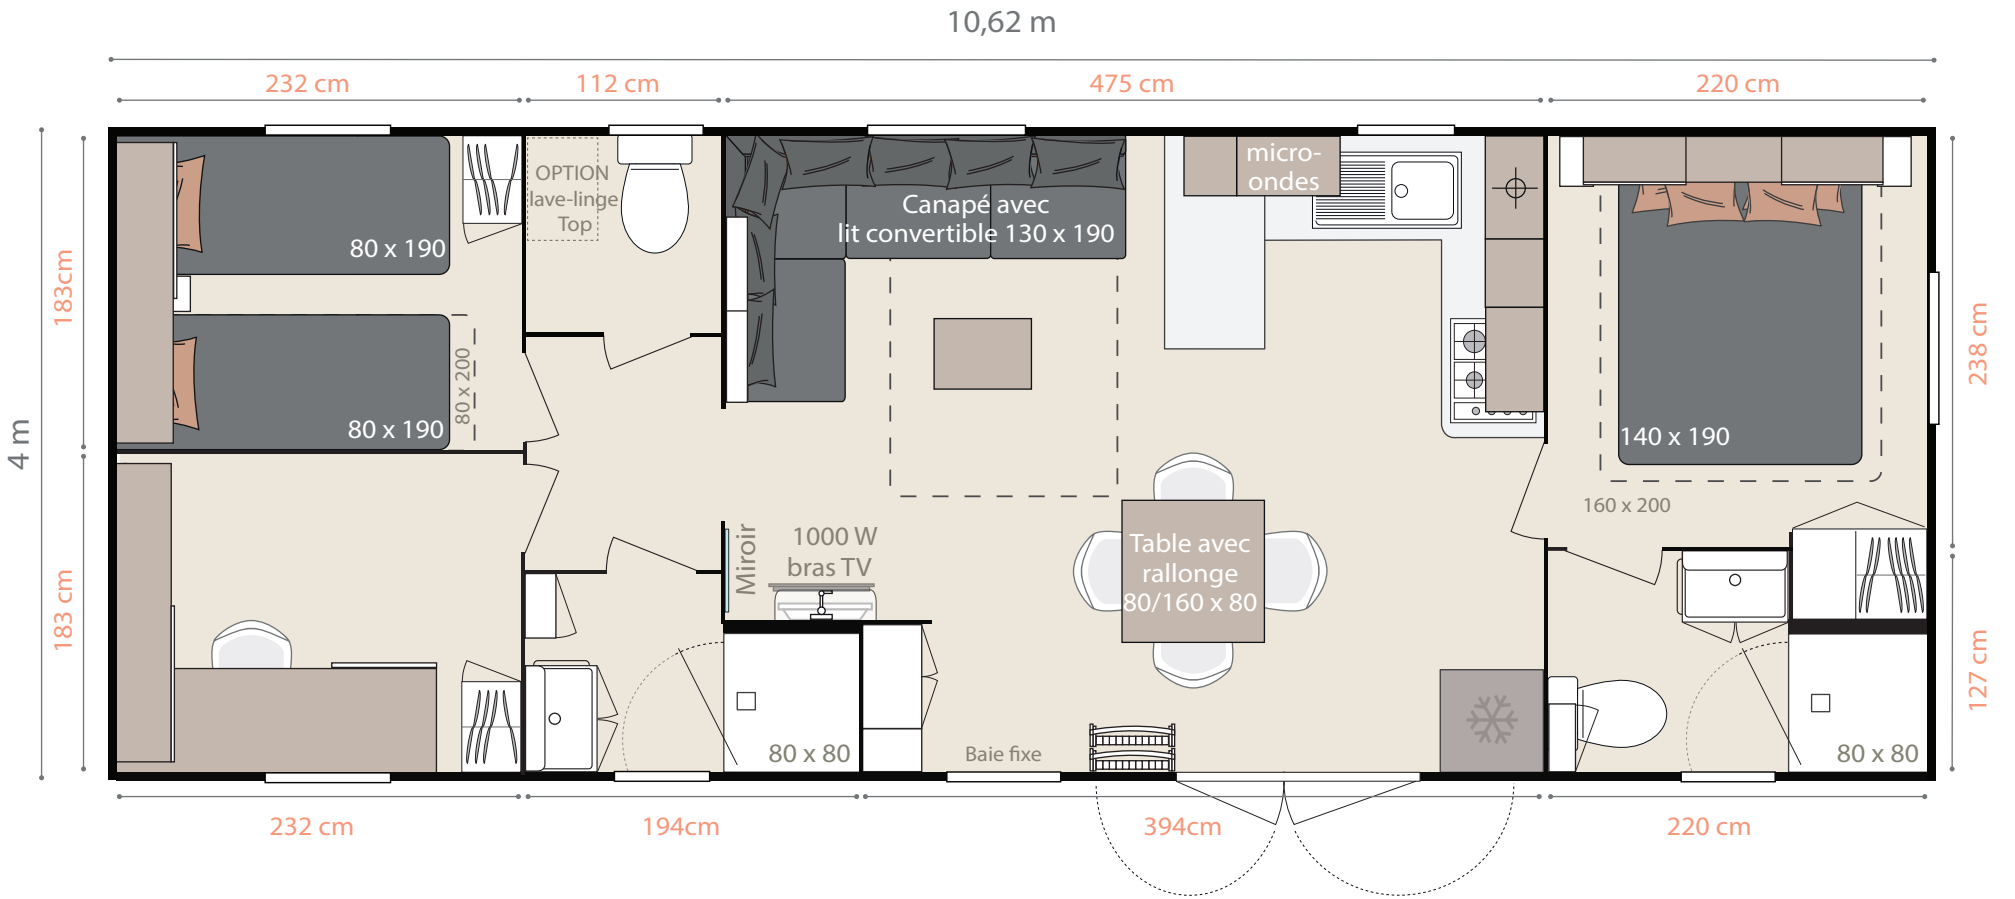 10,62 m
232 cm
112 cm
475 cm
220 cm
4 m
183cm
183 cm
80 x 190
80 x 190
80 x 200
OPTION
lave-linge
Top
Canapé avec
lit convertible 130 x 190
micro-
ondes
140 x 190
160 x 200
238 cm
127 cm
Miroir
1000 W
bras TV
Table avec
rallonge
80/160 x 80
80 x 80
Baie fixe
80 x 80
232 cm
194cm
394cm
220 cm